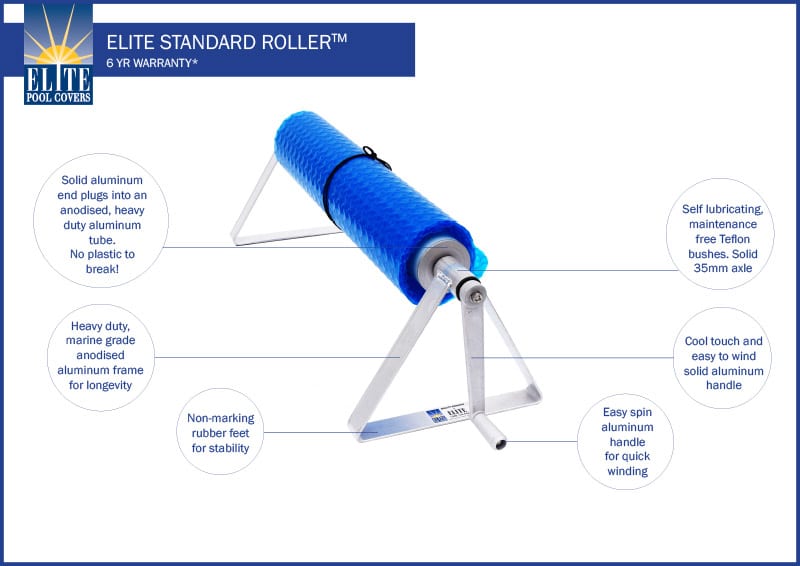 ELITE STANDARD ROLLER™
6 YR WARRANTY*
ELITE
POOL COVERS
Solid aluminum
end plugs into an
anodised, heavy
duty aluminum
tube.
No plastic to
break!
Self lubricating,
maintenance
free Teflon
bushes. Solid
35mm axle
Heavy duty,
marine grade
anodised
aluminum frame
for longevity
Cool touch and
easy to wind
solid aluminum
handle
Non-marking
rubber feet
for stability
Easy spin
aluminum
handle
for quick
winding
ELITE